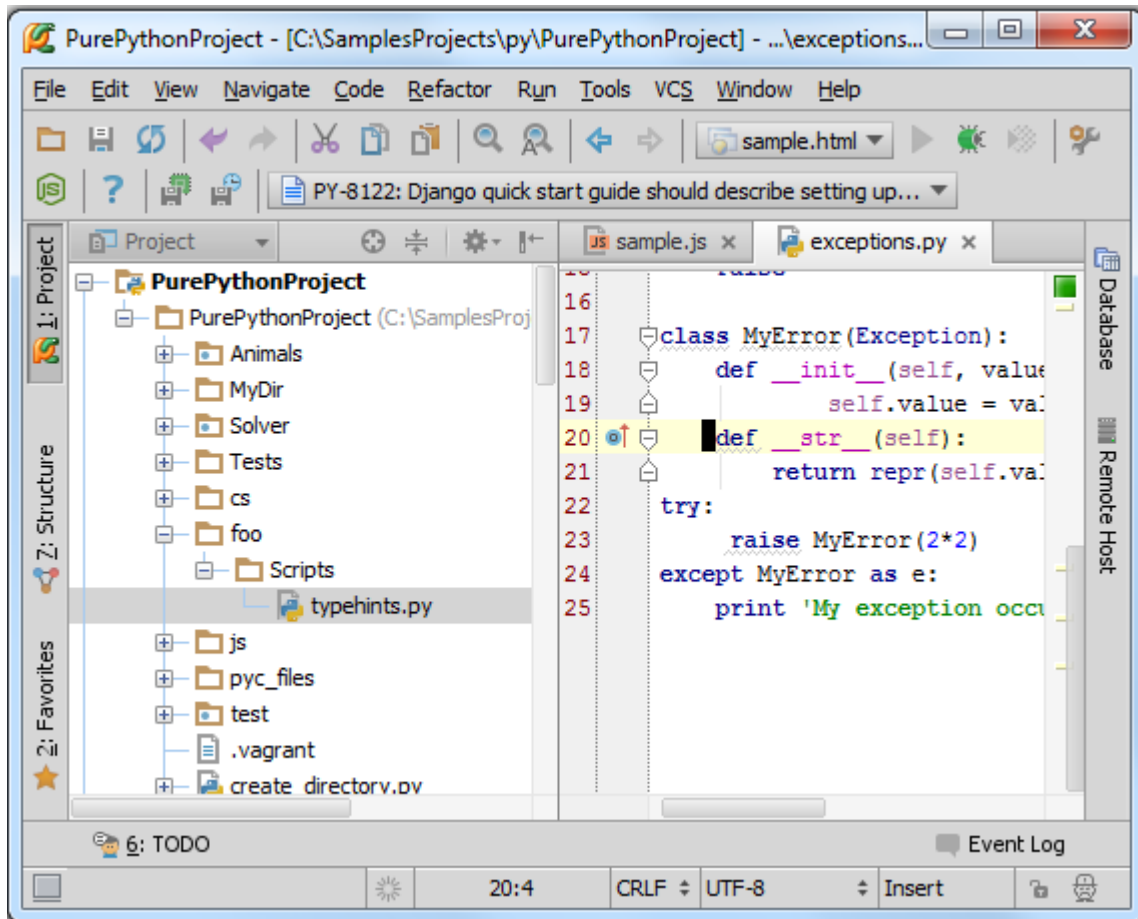 PurePythonProject - [C:\SamplesProjects\py\PurePythonProject] - ...\exceptions...
File Edit View Navigate Code Refactor Run Tools VCS Window Help
sample.html
PY-8122: Django quick start guide should describe setting up...
1: Project
7: Structure
2: Favorites
Project
PurePythonProject
PurePythonProject (C:\SamplesProj
Animals
MyDir
Solver
Tests
cs
foo
Scripts
typehints.py
js
pyc_files
test
.vagrant
create_directory.py
sample.js exceptions.py
16
17 class MyError(Exception):
18 def __init__(self, value
19 self.value = val
20 def __str__(self):
21 return repr(self.val
22 try:
23 raise MyError(2*2)
24 except MyError as e:
25 print 'My exception occu
Database
Remote Host
6: TODO Event Log
20:4 CRLF UTF-8 Insert